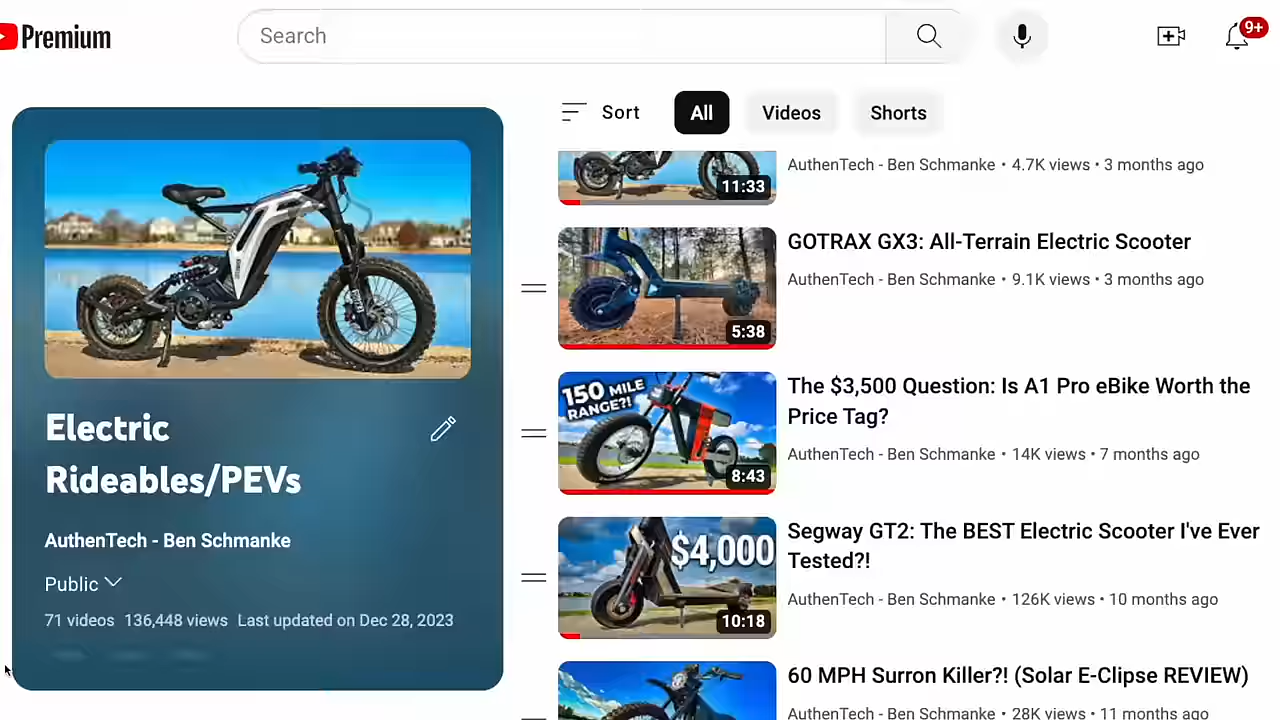 Premium
Search
9+
Sort
All
Videos
Shorts
Electric
Rideables/PEVs
AuthenTech - Ben Schmanke
Public
71 videos 136,448 views Last updated on Dec 28, 2023
11:33
AuthenTech - Ben Schmanke • 4.7K views • 3 months ago
5:38
GOTRAX GX3: All-Terrain Electric Scooter
AuthenTech - Ben Schmanke • 9.1K views • 3 months ago
150 MILE
RANGE?!
8:43
The $3,500 Question: Is A1 Pro eBike Worth the
Price Tag?
AuthenTech - Ben Schmanke • 14K views • 7 months ago
$4,000
10:18
Segway GT2: The BEST Electric Scooter I've Ever
Tested?!
AuthenTech - Ben Schmanke • 126K views • 10 months ago
60 MPH Surron Killer?! (Solar E-Clipse REVIEW)
AuthenTech - Ben Schmanke • 28K views • 11 months ago